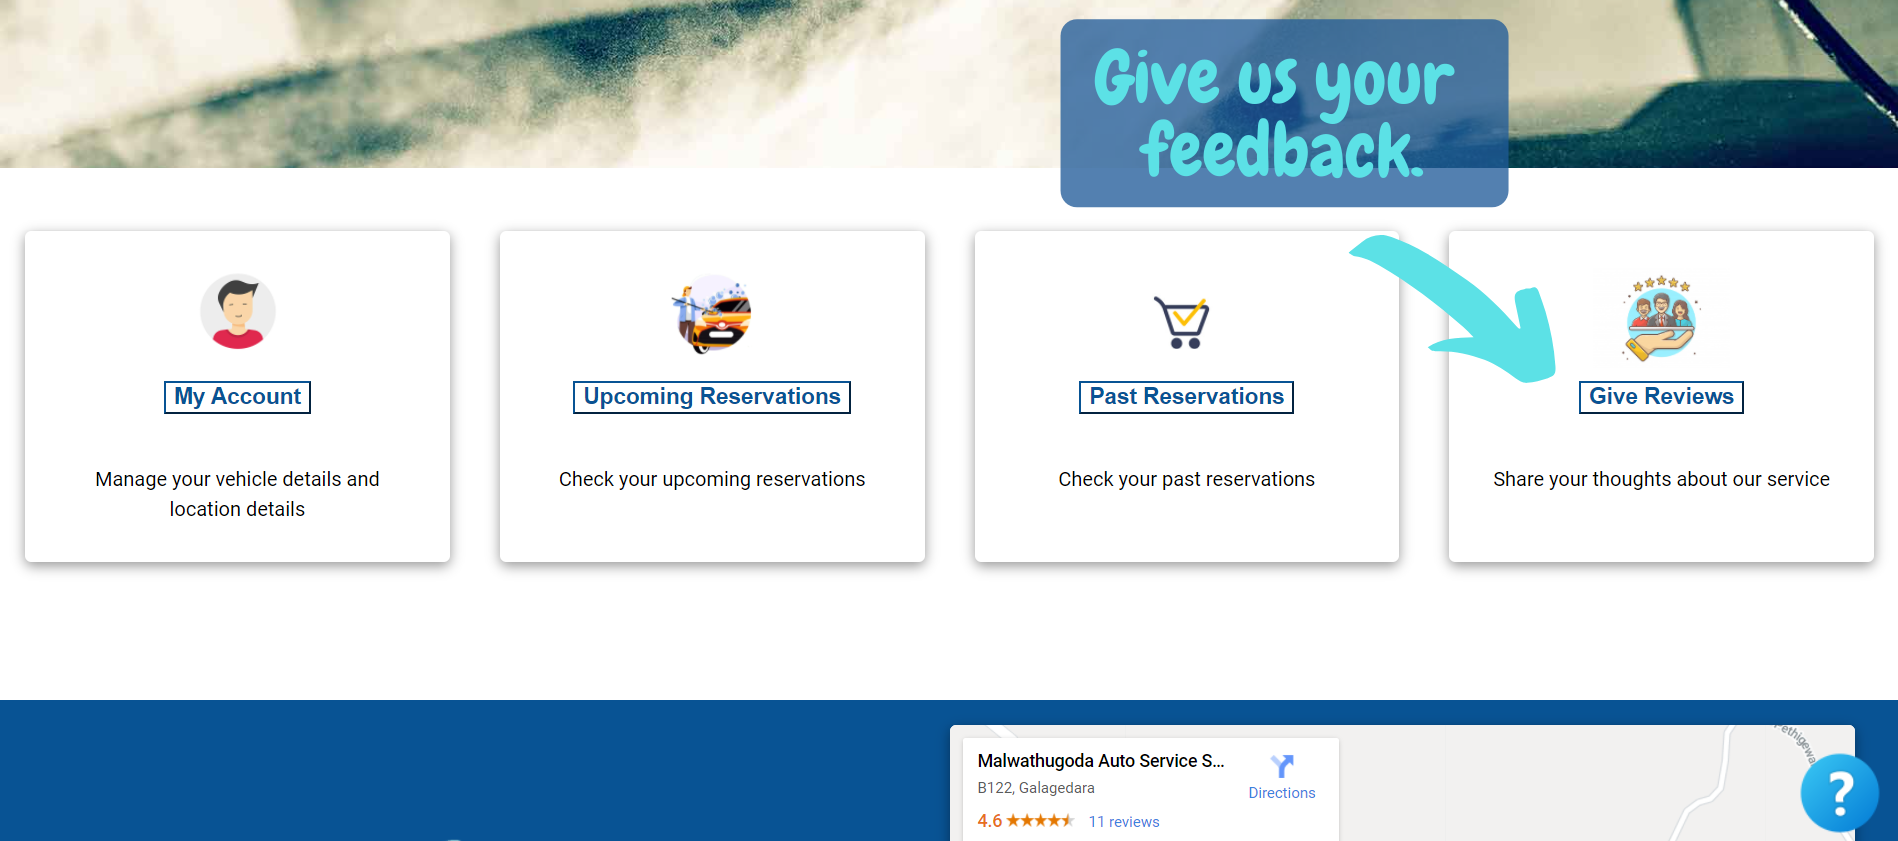 Give us your
feedback.
My Account
Upcoming Reservations
Past Reservations
Give Reviews
Manage your vehicle details and
location details
Check your upcoming reservations
Check your past reservations
Share your thoughts about our service
Malwathugoda Auto Service S...
B122, Galagedara
Directions
4.6
11 reviews
?